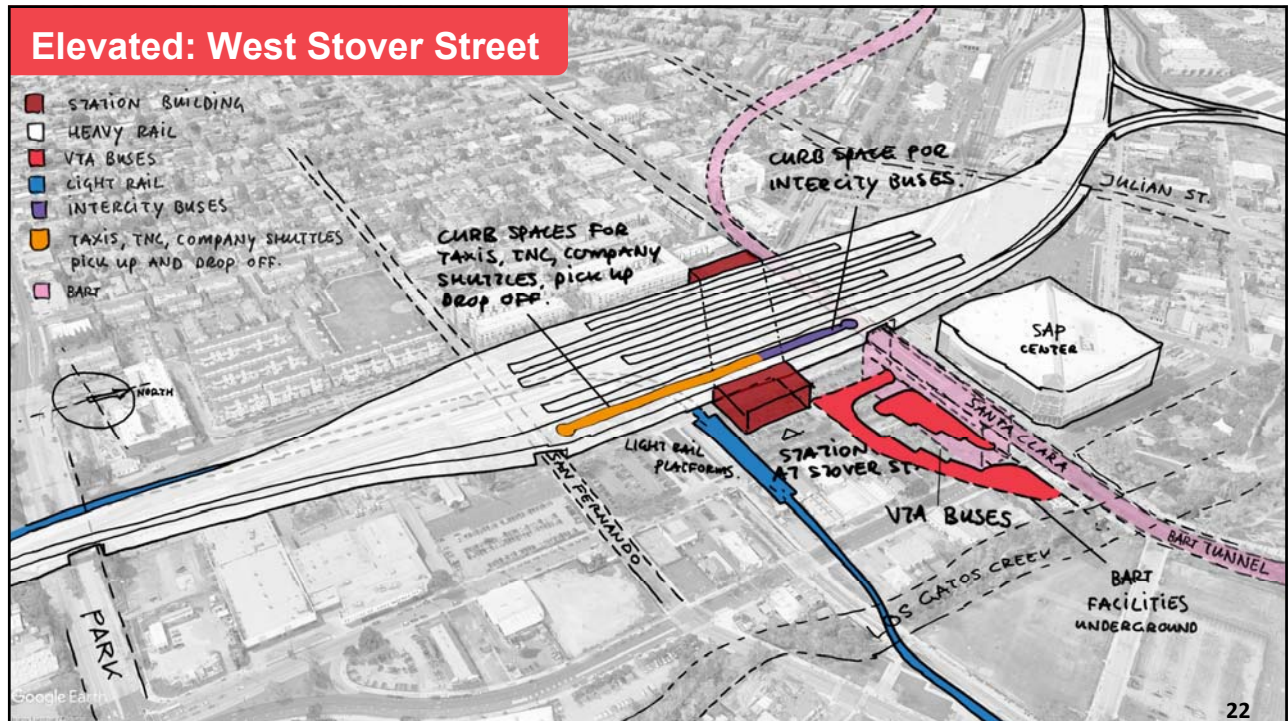 Elevated: West Stover Street
STATION BUILDING
HEAVY RAIL
VTA BUSES
LIGHT RAIL
INTERCITY BUSES
TAXIS, TNC, COMPANY SHUTTLES
PICK UP AND DROP OFF.
BART
NORTH
CURB SPACES FOR
TAXIS, TNC, COMPANY
SHUTTLES, PICK UP
DROP OFF.
CURB SPACE FOR
INTERCITY BUSES.
JULIAN ST.
SAP
CENTER
SANTA CLARA
LIGHT RAIL
PLATFORMS.
STATION
AT STOVER ST.
SAN FERNANDO
VTA BUSES
BART TUNNEL
LOS GATOS CREEK
BART
FACILITIES
UNDERGROUND
PARK
Google Earth
22